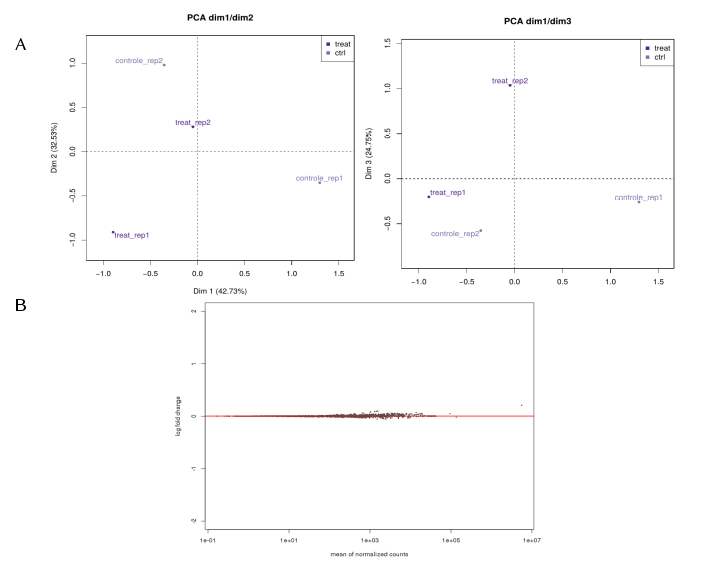 PCA dim1/dim2
PCA dim1/dim3
A
treat
ctrl
controle_rep2
treat_rep2
controle_rep1
treat_rep1
Dim 2 (32.53%)
1.0
0.5
0.0
−0.5
−1.0
−1.0
−0.5
0.0
0.5
1.0
1.5
Dim 1 (42.73%)
treat
ctrl
treat_rep2
treat_rep1
controle_rep1
controle_rep2
Dim 3 (24.75%)
1.5
1.0
0.5
0.0
−0.5
−1.0
−0.5
0.0
0.5
1.0
1.5
B
log fold change
2
1
0
-1
-2
1e-01
1e+01
1e+03
1e+05
1e+07
mean of normalized counts